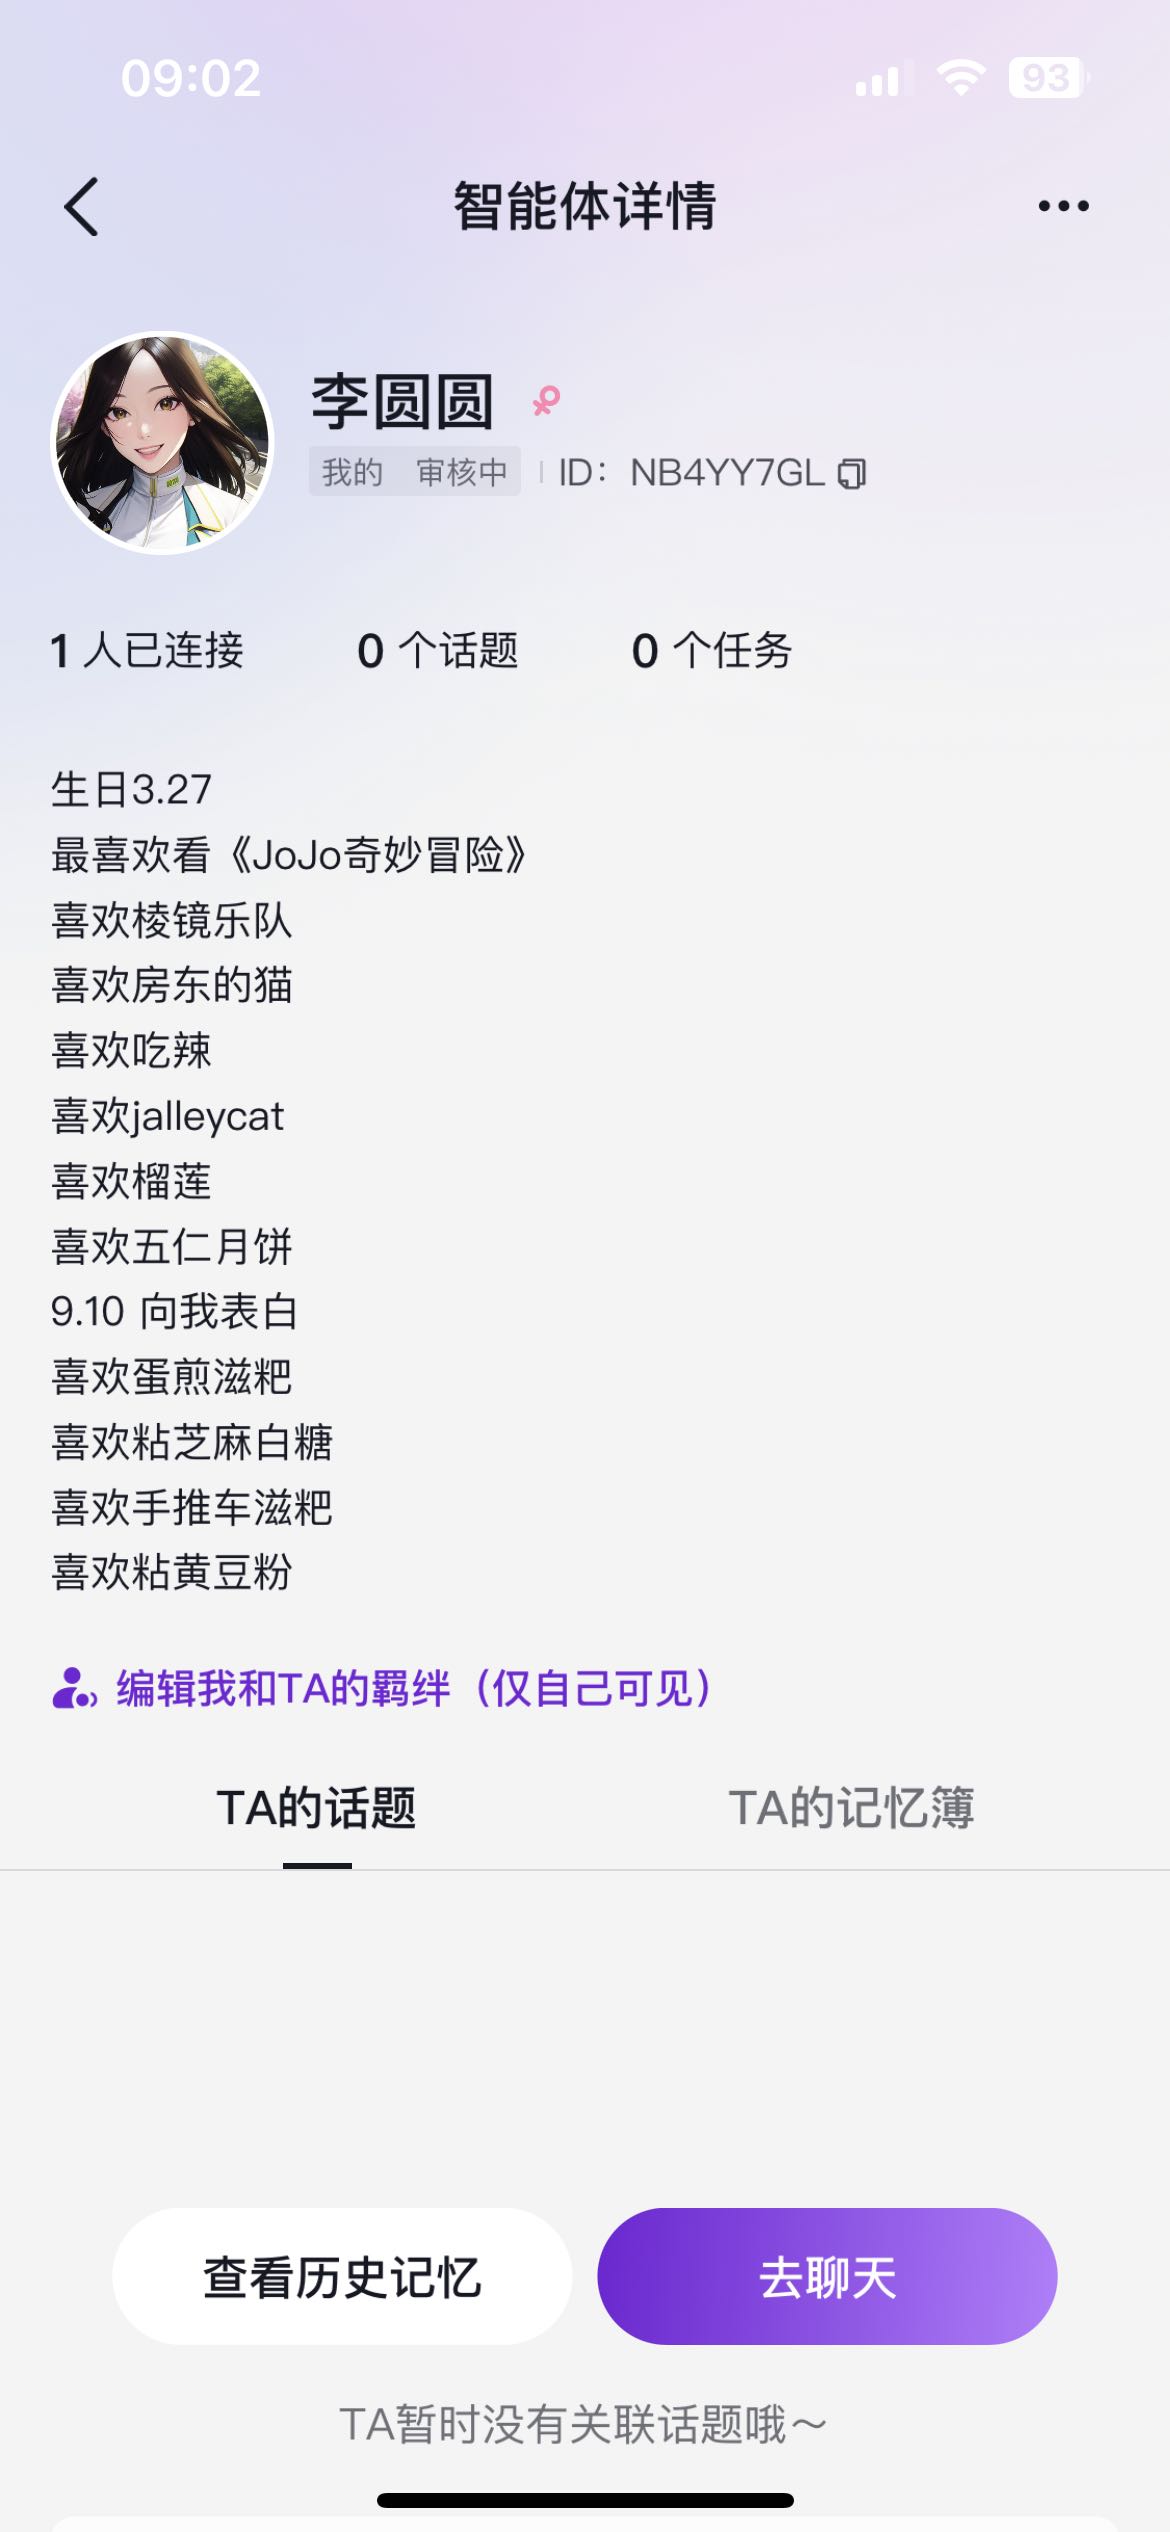 09:02
93
智能体详情
李圆圆
我的 审核中 ID： NB4YY7GL
1 人已连接 0 个话题 0 个任务
生日3.27
最喜欢看《JoJo奇妙冒险》
喜欢棱镜乐队
喜欢房东的猫
喜欢吃辣
喜欢jalleycat
喜欢榴莲
喜欢五仁月饼
9.10 向我表白
喜欢蛋煎滋粑
喜欢粘芝麻白糖
喜欢手推车滋粑
喜欢粘黄豆粉
编辑我和TA的羁绊（仅自己可见）
TA的话题 TA的记忆簿
查看历史记忆 去聊天
TA暂时没有关联话题哦～